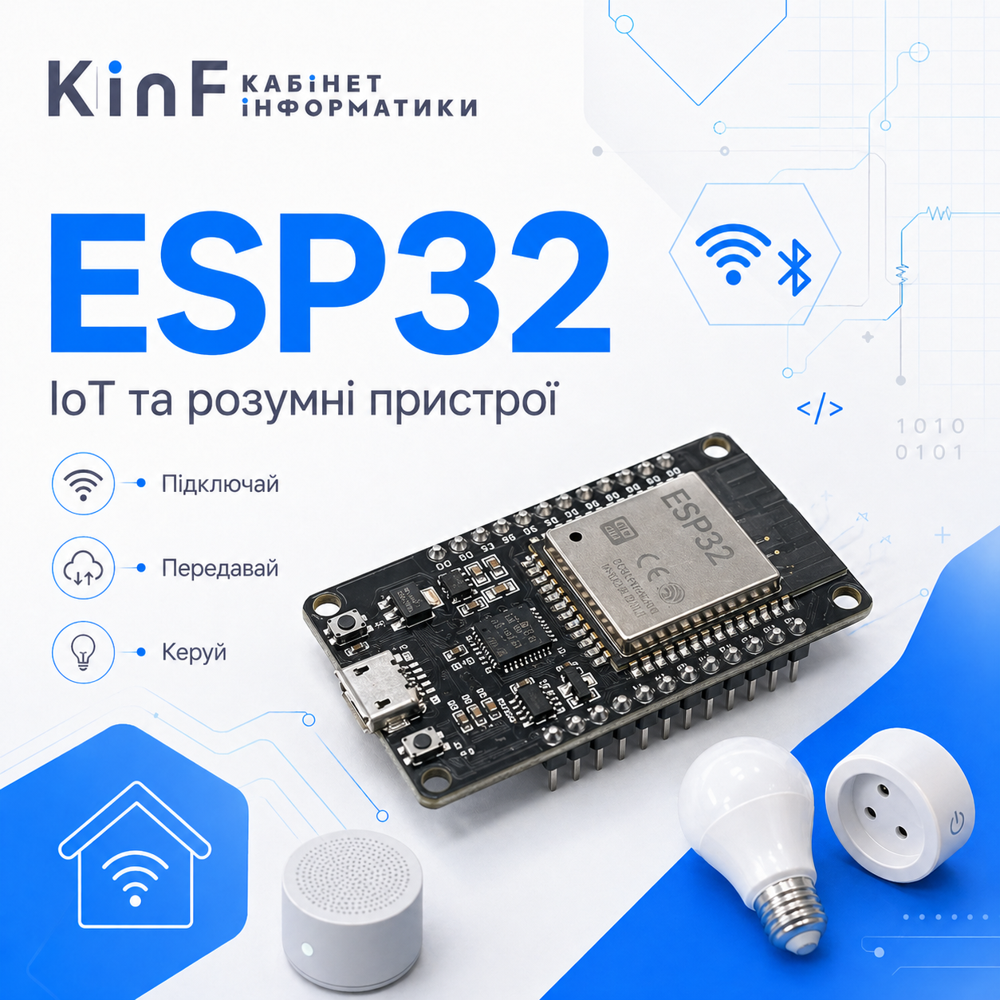 KinF КАБіНЕТ
іНФОРМАТИКИ
ESP32
IoT та розумні пристрої
Підключай
Передавай
Керуй
</>
1010
0101
ESP32
CE